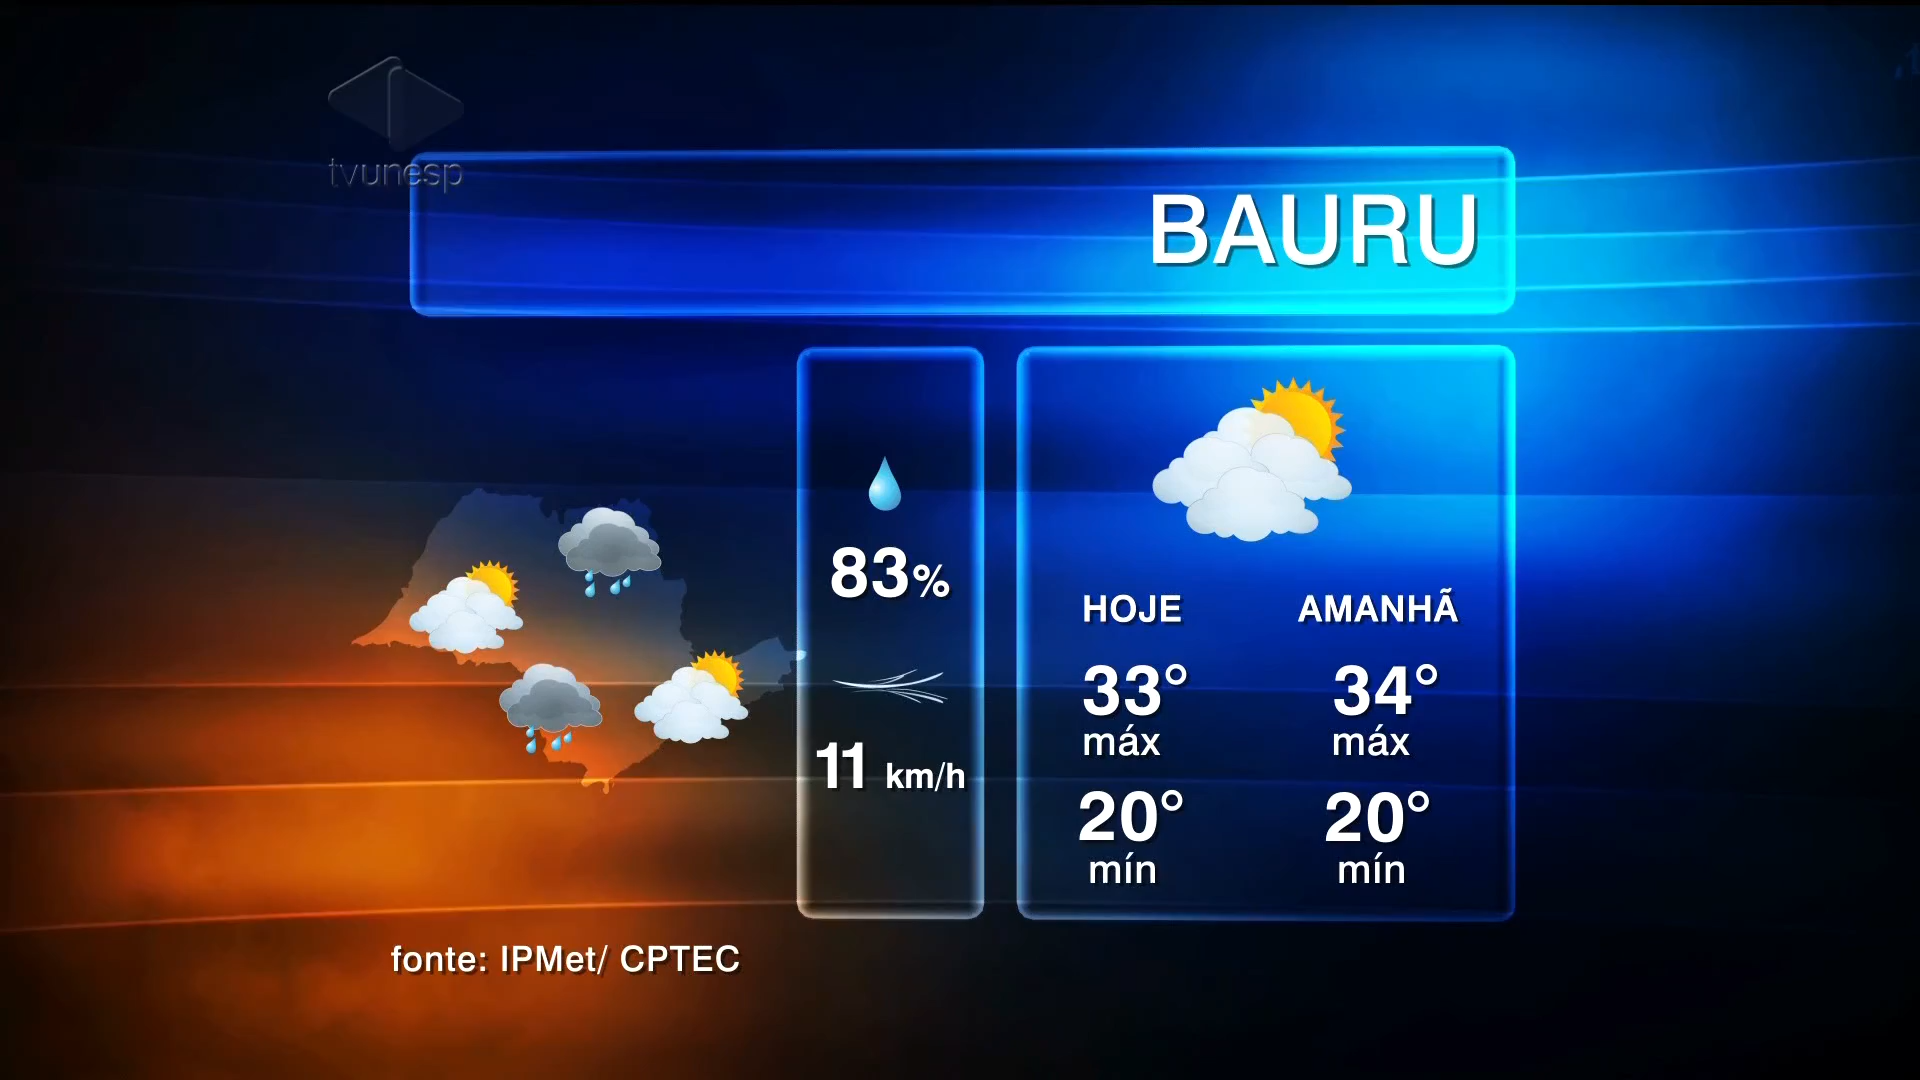 tvunesp
BAURU
83%
11 km/h
HOJE AMANHÃ
33° 34°
máx máx
20° 20°
mín mín
fonte: IPMet/ CPTEC